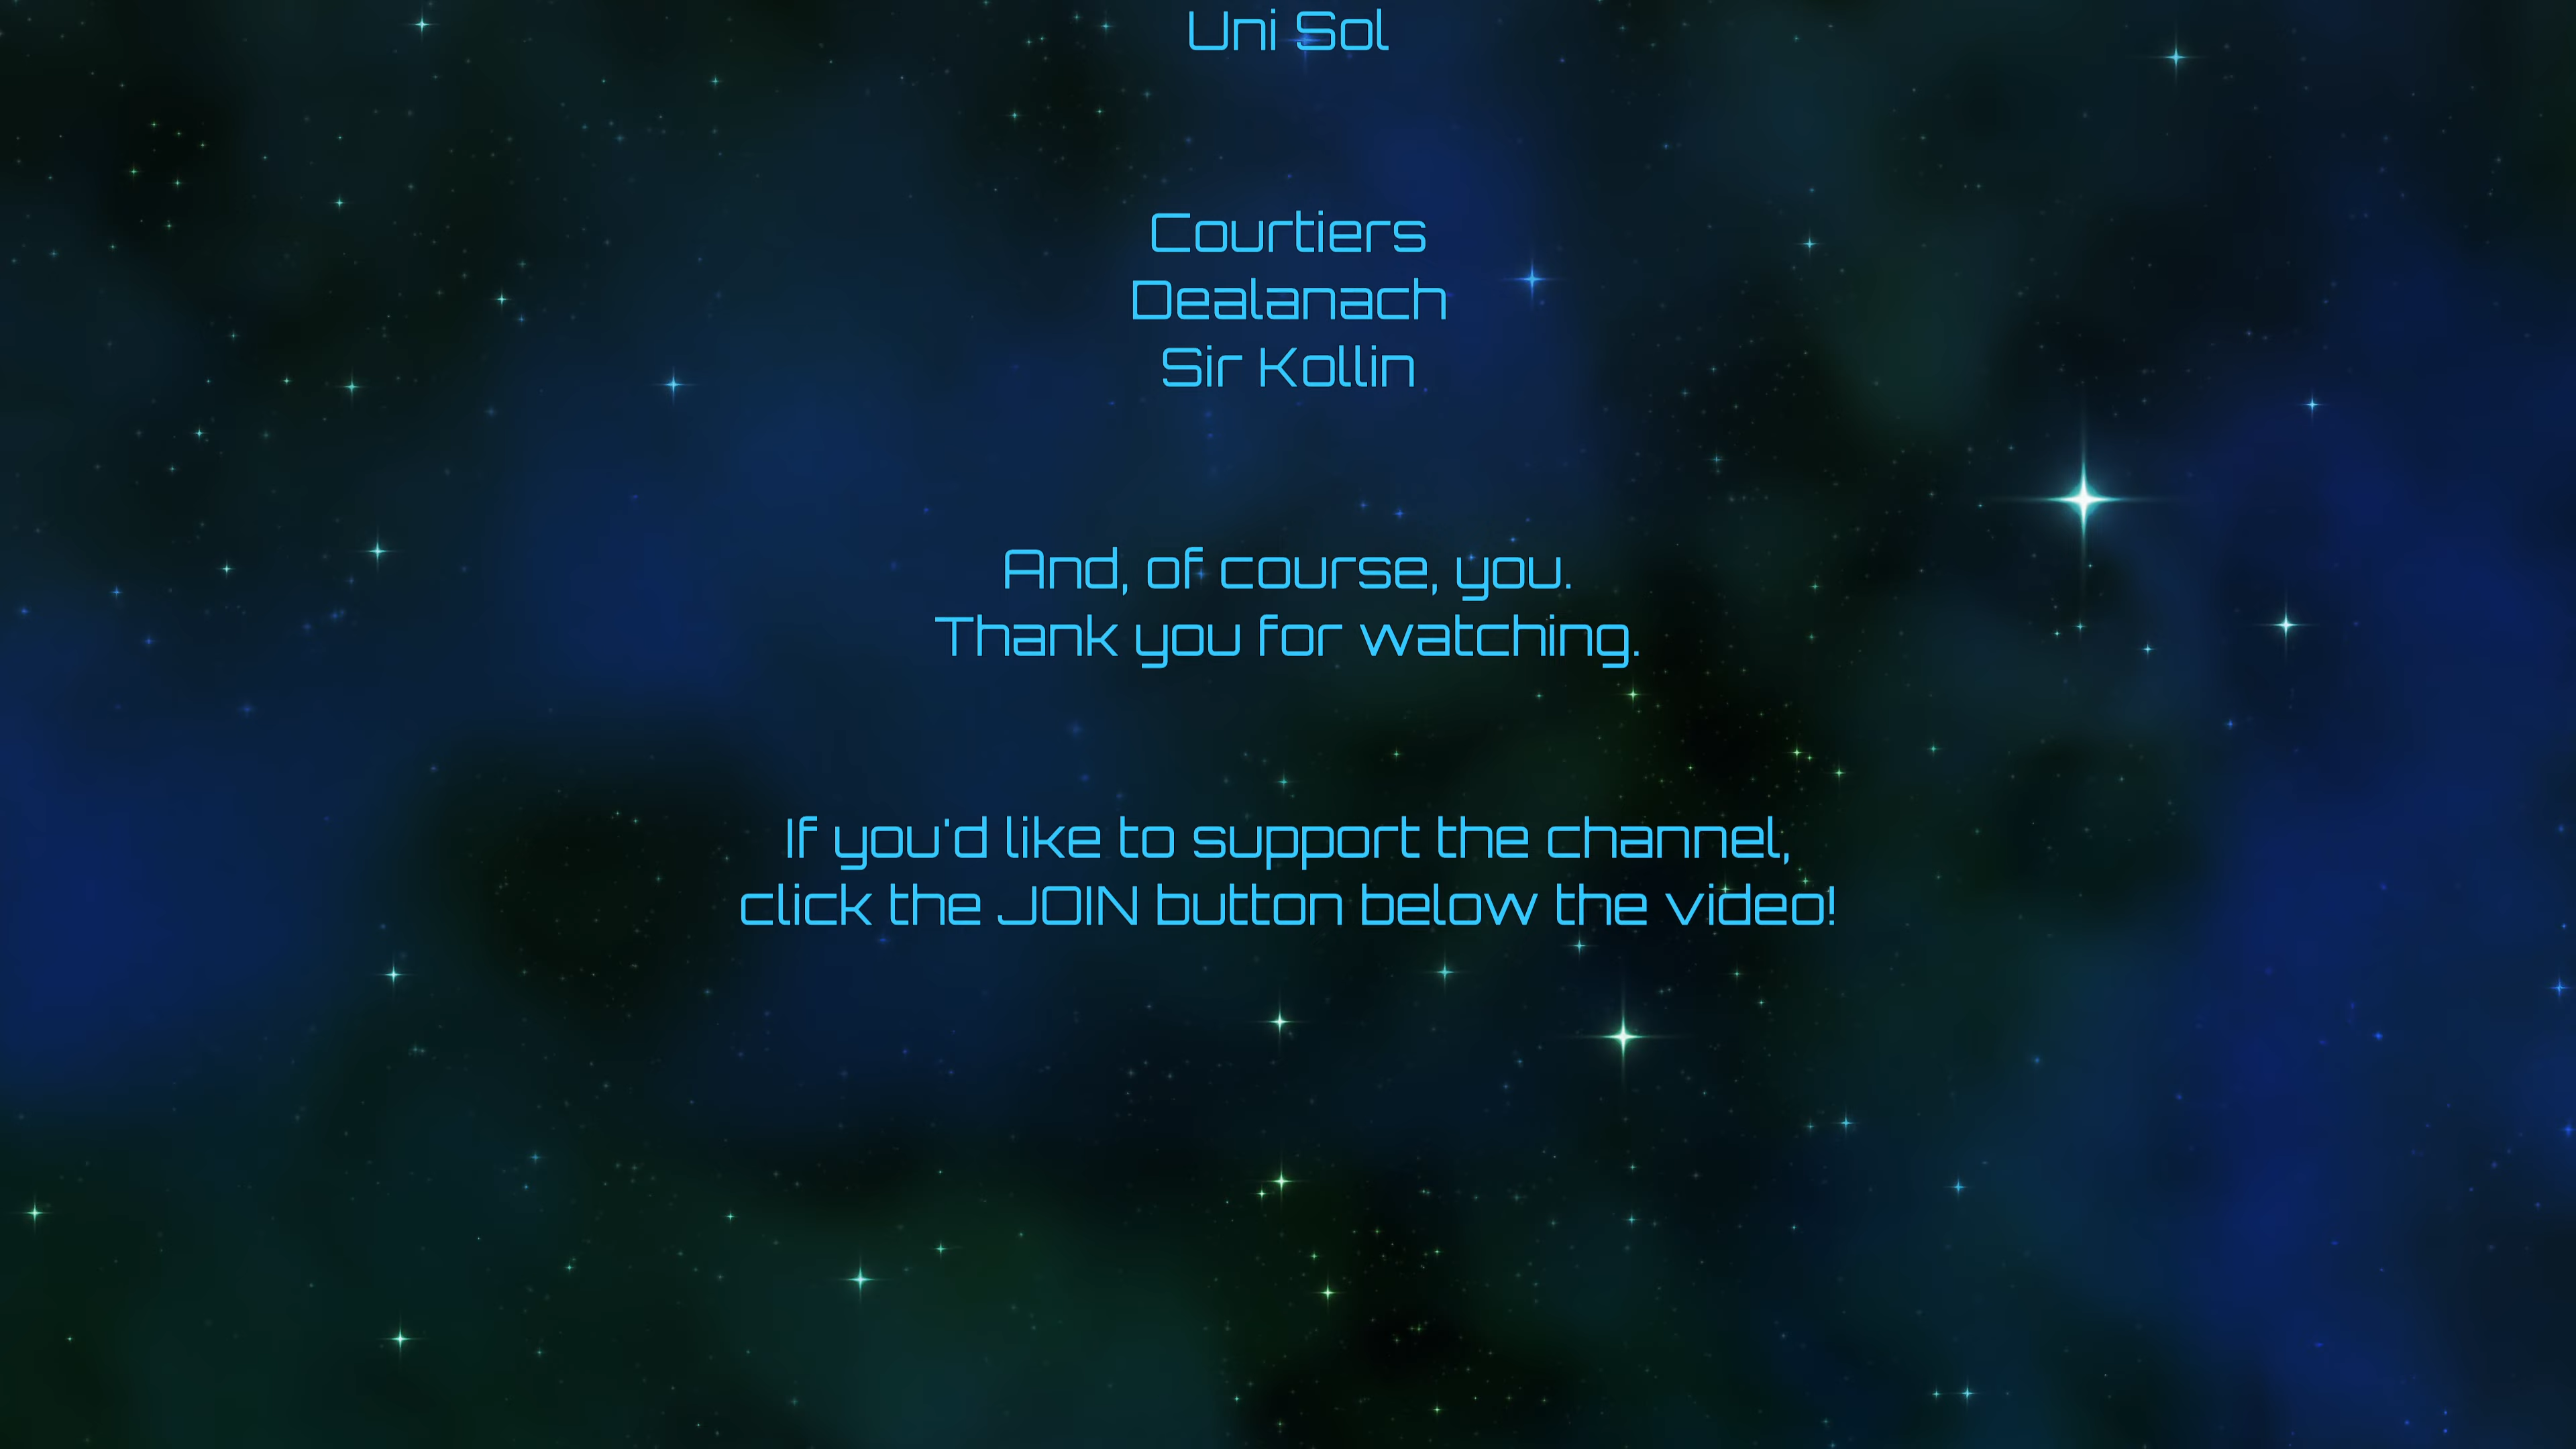 Uni Sol
Courtiers
Dealanach
Sir Kollin
And, of course, you.
Thank you for watching.
If you'd like to support the channel,
click the JOIN button below the video!